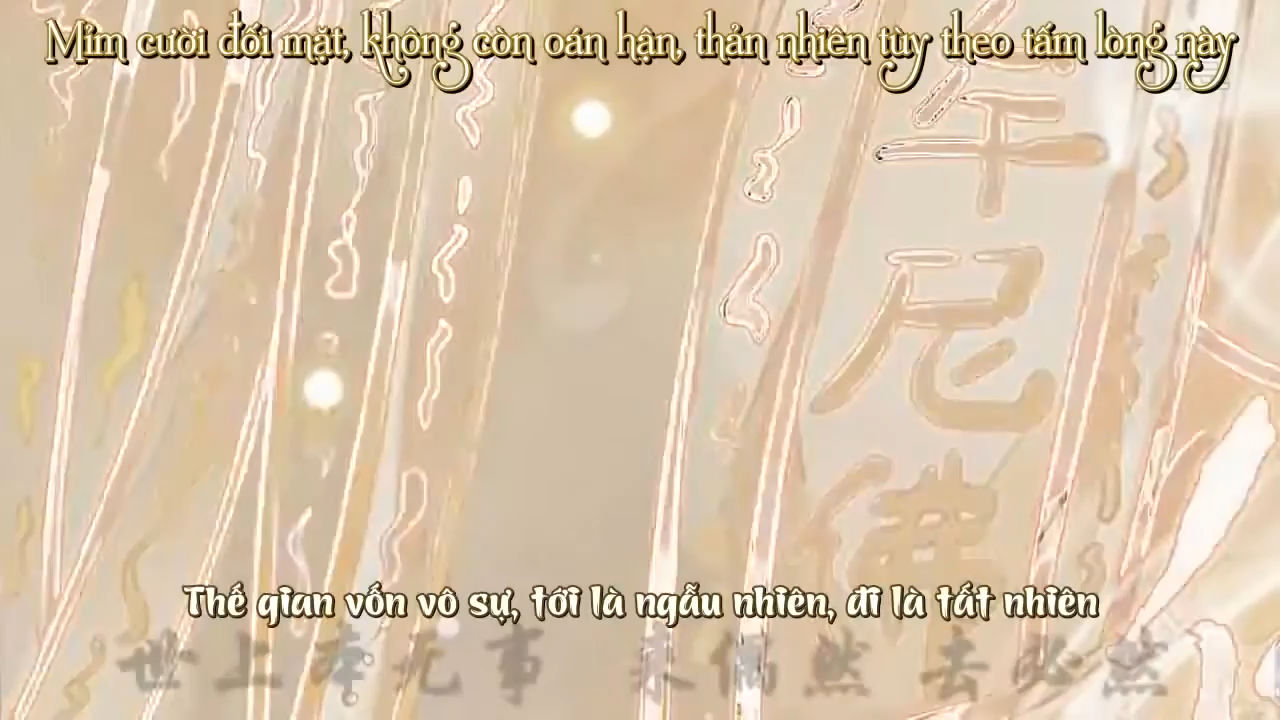 Mỉm cười đối mặt, không còn oán hận, thản nhiên tùy theo tấm lòng này
牟
尼
佛
Thế gian vốn vô sự, tới là ngẫu nhiên, đi là tất nhiên
世上本无事 来偶然 去必然